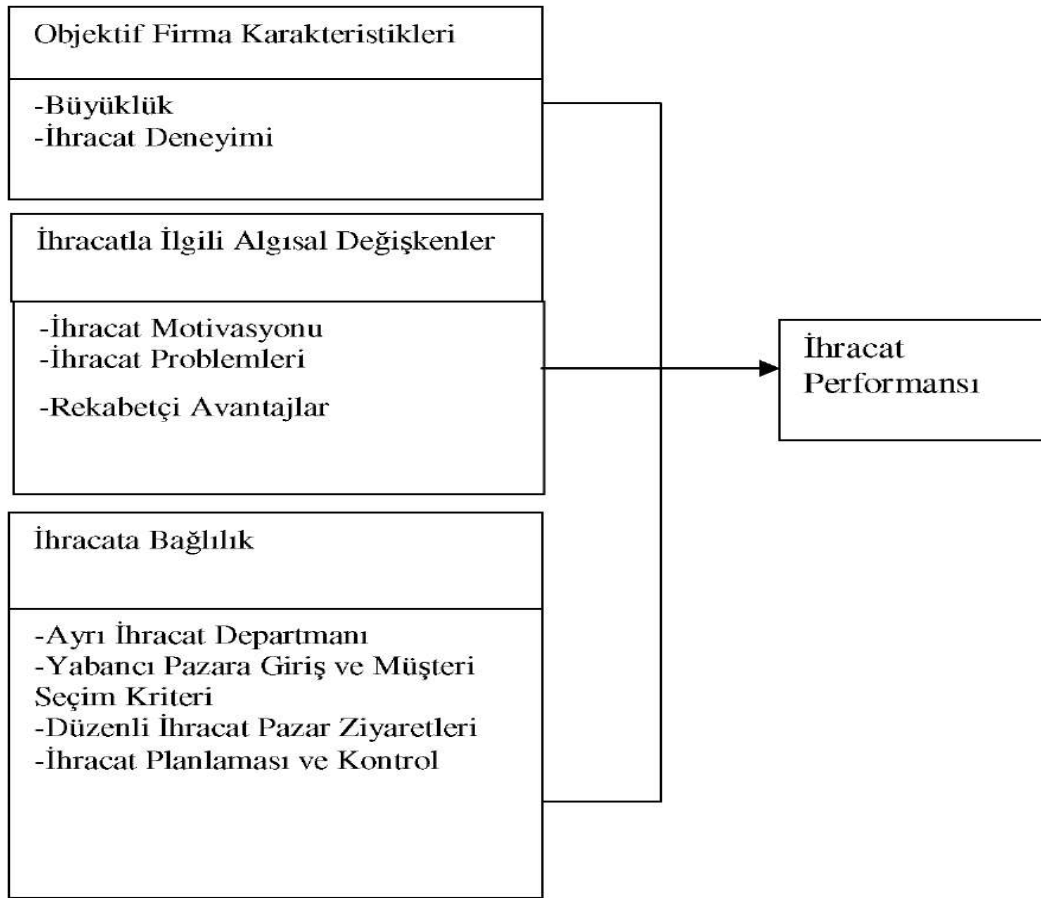 Objektif Firma Karakteristikleri
-Büyüklük
-İhracat Deneyimi
İhracatla İlgili Algısal Değişkenler
-İhracat Motivasyonu
-İhracat Problemleri
-Rekabetçi Avantajlar
İhracata Bağlılık
-Ayrı İhracat Departmanı
-Yabancı Pazara Giriş ve Müşteri
Seçim Kriteri
-Düzenli İhracat Pazar Ziyaretleri
-İhracat Planlaması ve Kontrol
İhracat
Performansı